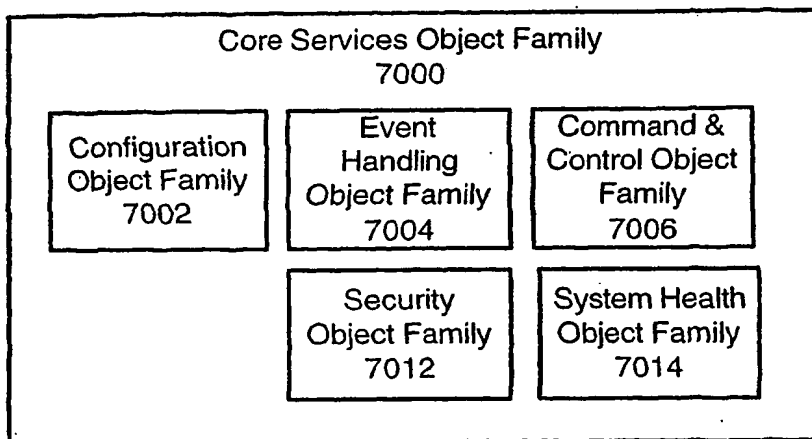 Core Services Object Family
7000
Configuration
Object Family
7002
Event
Handling
Object Family
7004
Command &
Control Object
Family
7006
Security
Object Family
7012
System Health
Object Family
7014